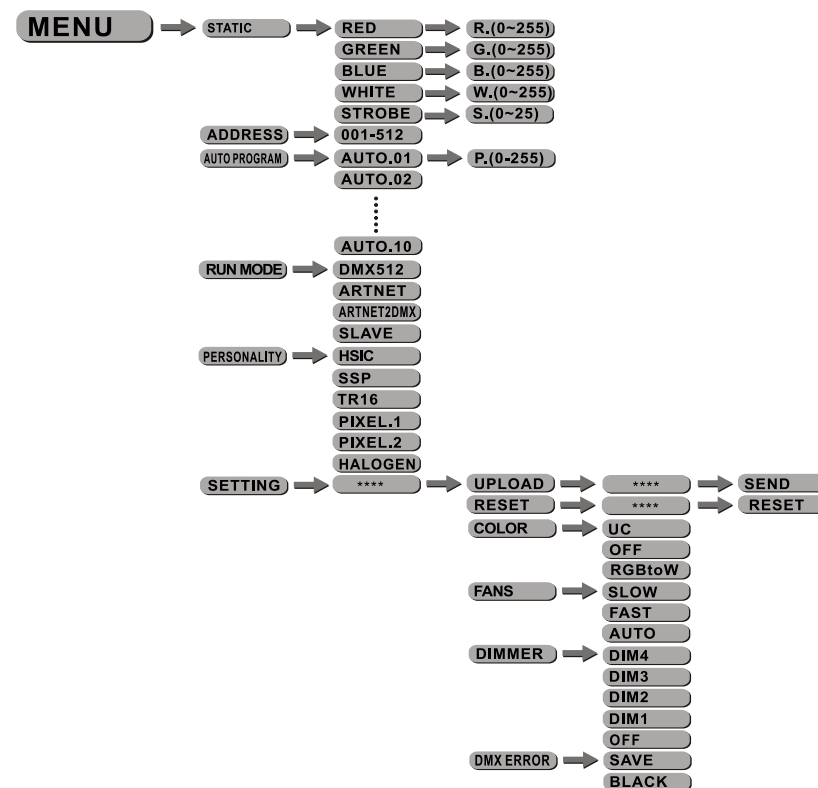 MENU STATIC RED R.(0~255)
GREEN G.(0~255)
BLUE B.(0~255)
WHITE W.(0~255)
STROBE S.(0~25)
ADDRESS 001-512
AUTO PROGRAM AUTO.01 P.(0-255)
AUTO.02
AUTO.10
RUN MODE DMX512
ARTNET
ARTNET2DMX
SLAVE
PERSONALITY HSIC
SSP
TR16
PIXEL.1
PIXEL.2
HALOGEN
SETTING **** UPLOAD **** SEND
RESET **** RESET
COLOR UC
OFF
RGBtoW
FANS SLOW
FAST
AUTO
DIMMER DIM4
DIM3
DIM2
DIM1
OFF
DMX ERROR SAVE
BLACK